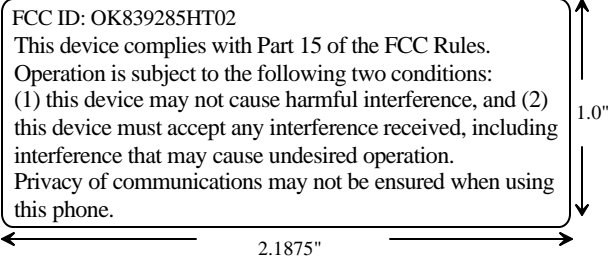 FCC ID: OK839285HT02
This device complies with Part 15 of the FCC Rules.
Operation is subject to the following two conditions:
(1) this device may not cause harmful interference, and (2)
this device must accept any interference received, including
interference that may cause undesired operation.
Privacy of communications may not be ensured when using
this phone.
1.0"
2.1875"